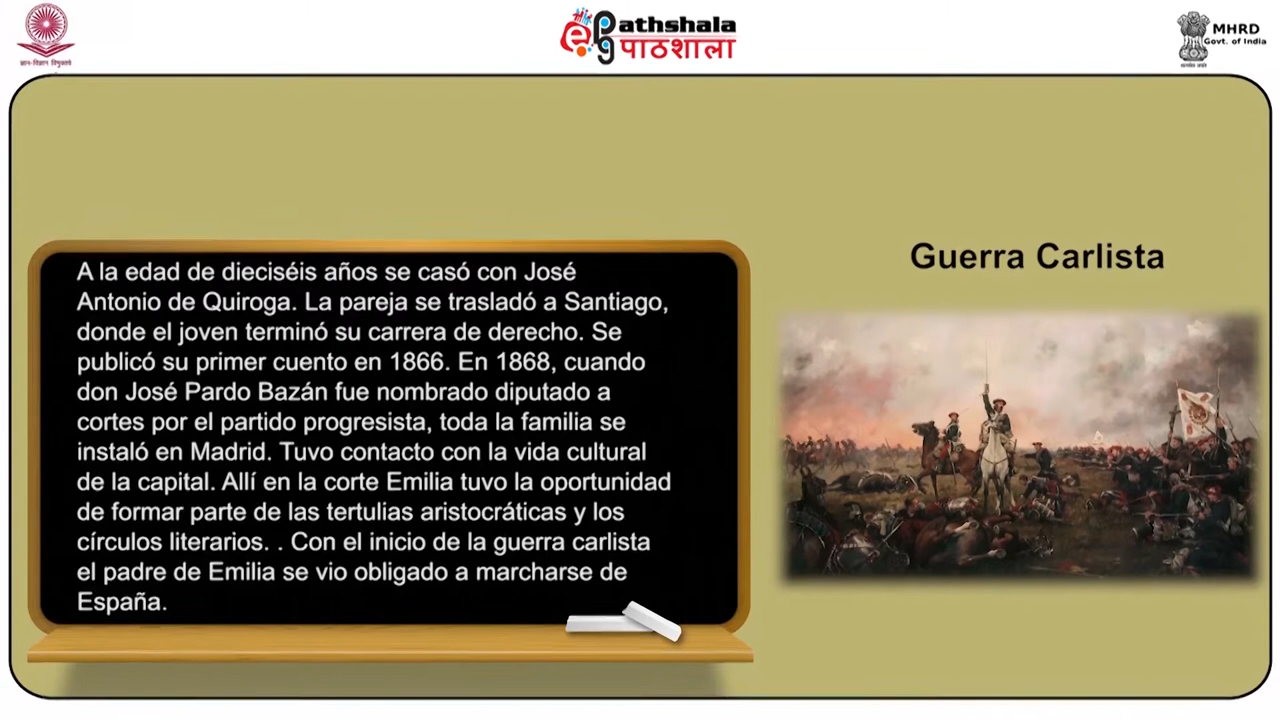 ज्ञान-विज्ञान विमुक्तये
ePathshala
पाठशाला
MHRD
Govt. of India
Guerra Carlista
A la edad de dieciséis años se casó con José
Antonio de Quiroga. La pareja se trasladó a Santiago,
donde el joven terminó su carrera de derecho. Se
publicó su primer cuento en 1866. En 1868, cuando
don José Pardo Bazán fue nombrado diputado a
cortes por el partido progresista, toda la familia se
instaló en Madrid. Tuvo contacto con la vida cultural
de la capital. Allí en la corte Emilia tuvo la oportunidad
de formar parte de las tertulias aristocráticas y los
círculos literarios. . Con el inicio de la guerra carlista
el padre de Emilia se vio obligado a marcharse de
España.